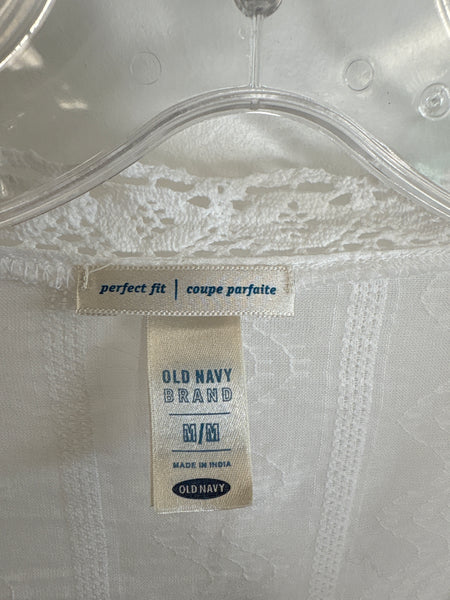 perfect fit | coupe parfaite
OLD NAVY
BRAND
M/M
MADE IN INDIA
OLD NAVY